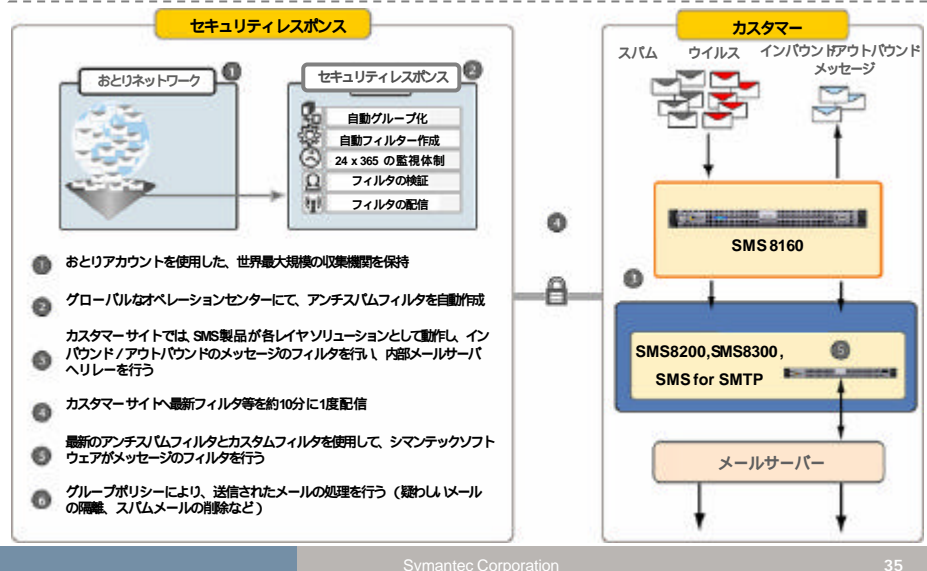 セキュリティレスポンス
おとりネットワーク
1
セキュリティレスポンス
2
自動グループ化
自動フィルター作成
24 x 365 の監視体制
フィルタの検証
フィルタの配信
1 おとりアカウントを使用した、世界最大規模の収集機関を保持
2 グローバルなオペレーションセンターにて、アンチスパムフィルタを自動作成
3 カスタマーサイトでは、SMS製品が各レイヤソリューションとして動作し、イン
バウンド / アウトバウンドのメッセージのフィルタを行い、内部メールサーバ
へリレーを行う
4 カスタマーサイトへ最新フィルタ等を約10分に1度配信
5 最新のアンチスパムフィルタとカスタムフィルタを使用して、シマンテックソフト
ウェアがメッセージのフィルタを行う
6 グループポリシーにより、送信されたメールの処理を行う (疑わしいメール
の隔離、スパムメールの削除など)
4
カスタマー
スパム
ウイルス
インバウンド/アウトバウンド
メッセージ
SMS 8160
3
SMS8200,SMS8300,
SMS for SMTP
5
メールサーバー
Symantec Corporation
35